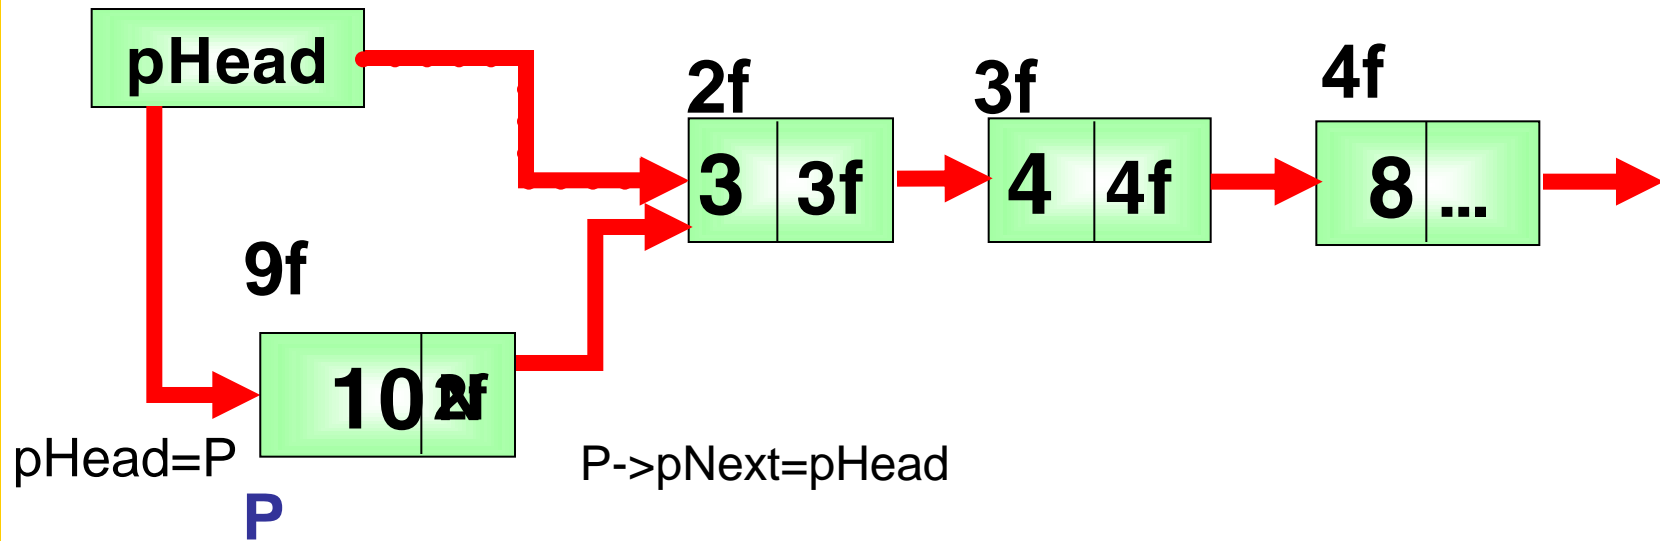 pHead
2f
3f
4f
3 3f
4 4f
8 ...
9f
10
pHead=P
P->pNext=pHead
P